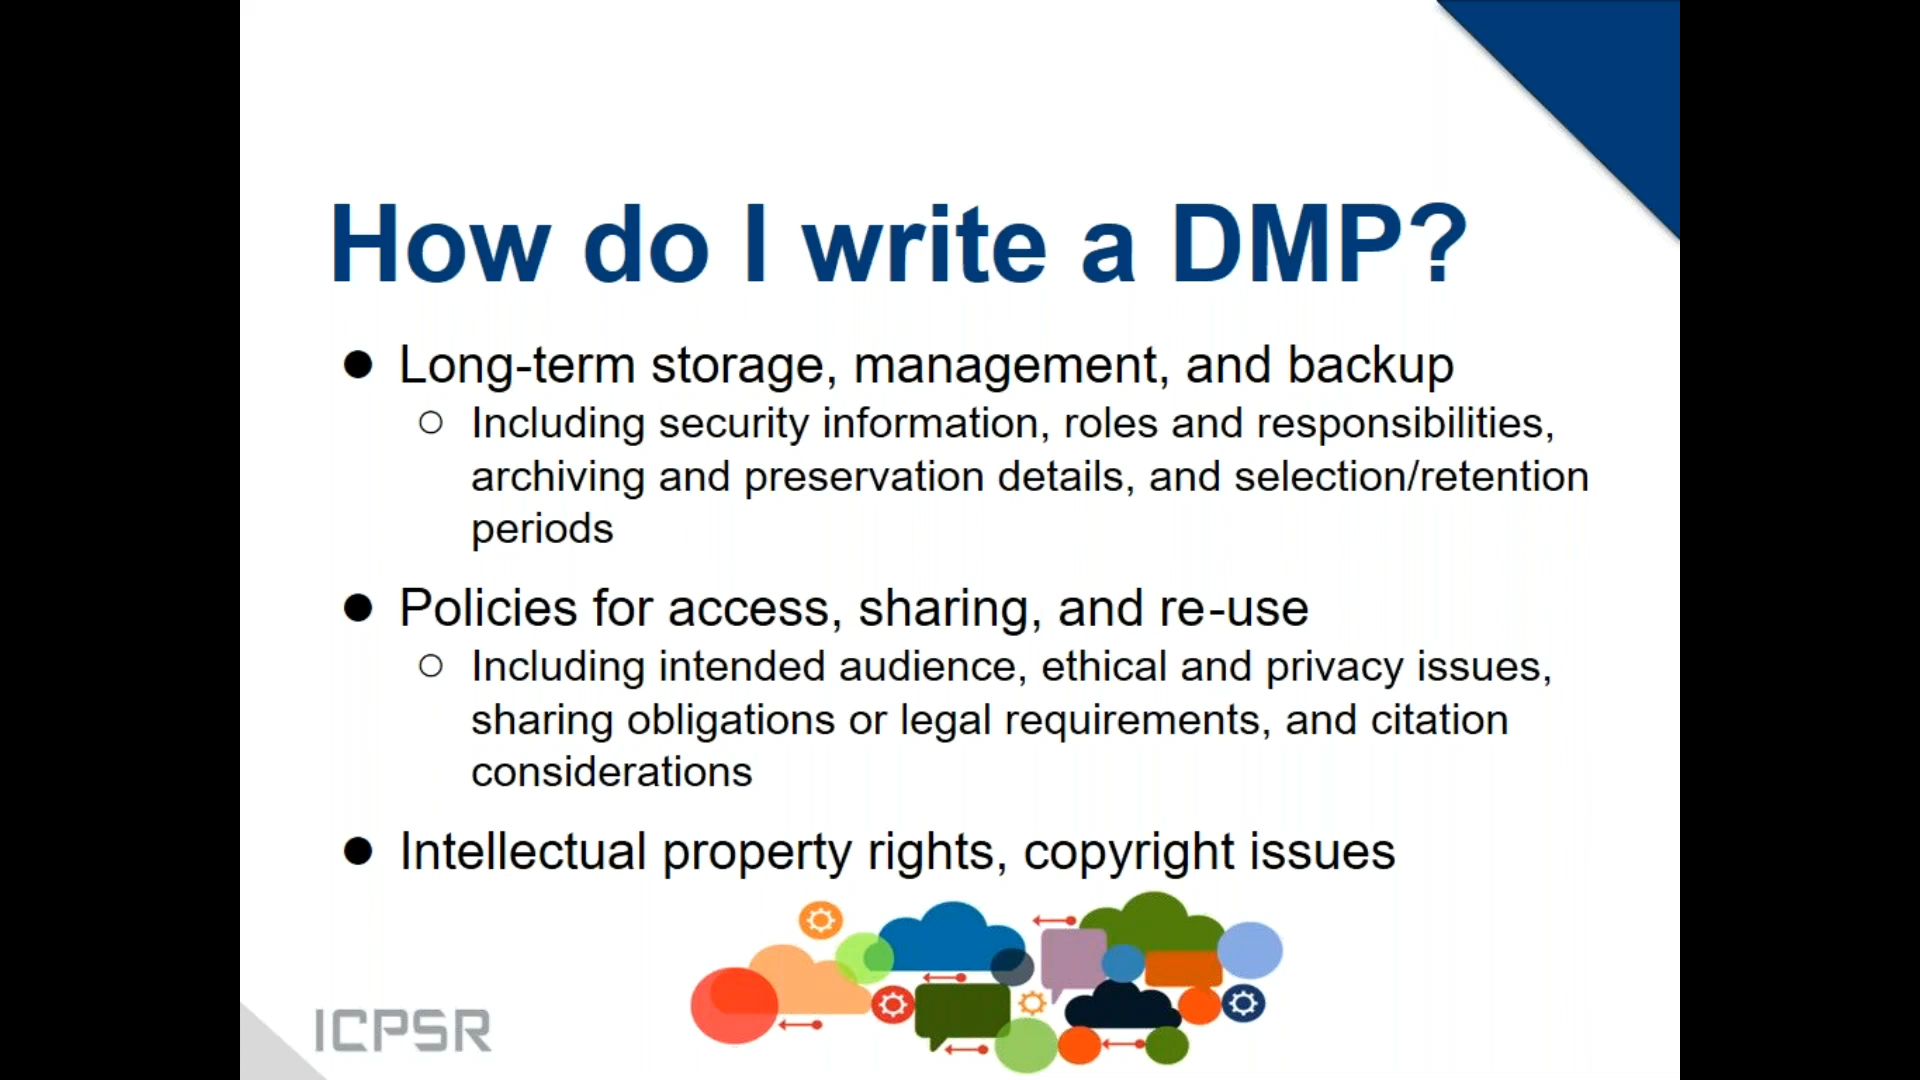 How do I write a DMP?
● Long-term storage, management, and backup
○ Including security information, roles and responsibilities,
archiving and preservation details, and selection/retention
periods
● Policies for access, sharing, and re-use
○ Including intended audience, ethical and privacy issues,
sharing obligations or legal requirements, and citation
considerations
● Intellectual property rights, copyright issues
ICPSR